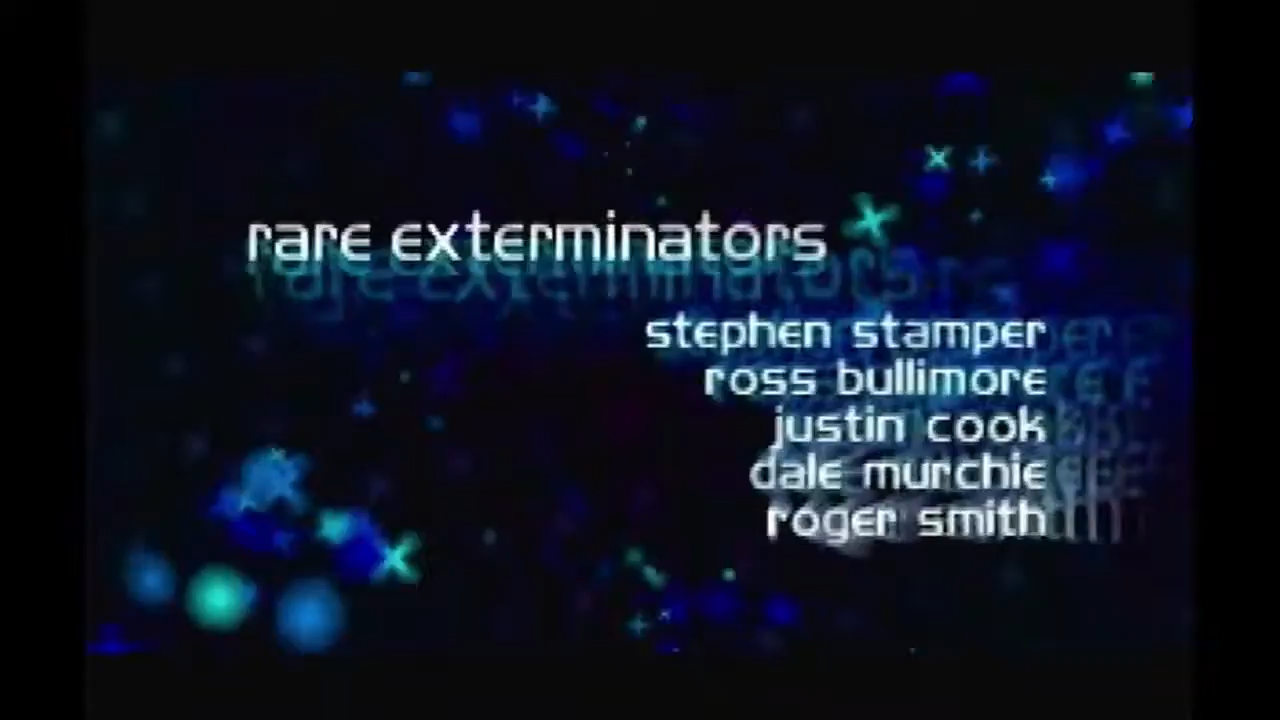 rare exterminators
stephen stamper
ross bullimore
justin cook
dale murchie
roger smith